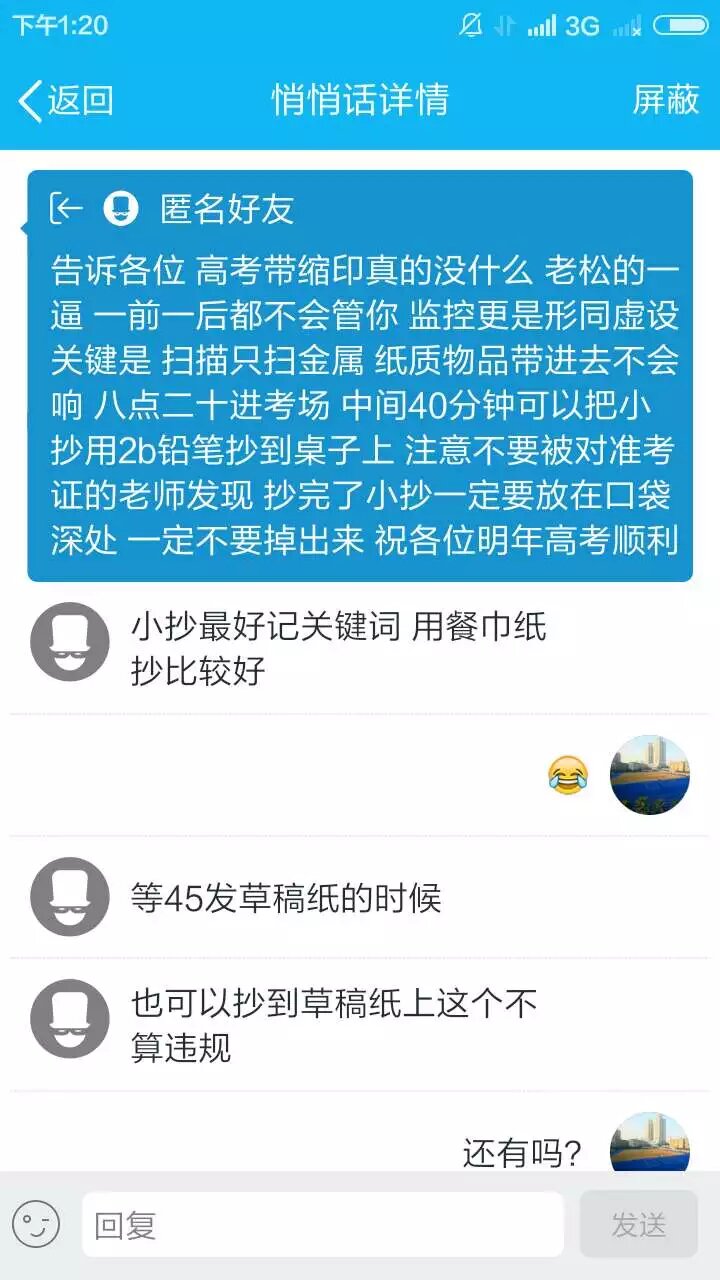 下午1:20
3G
返回
悄悄话详情
屏蔽
匿名好友
告诉各位 高考带缩印真的没什么 老松的一
逼 一前一后都不会管你 监控更是形同虚设
关键是 扫描只扫金属 纸质物品带进去不会
响 八点二十进考场 中间40分钟可以把小
抄用2b铅笔抄到桌子上 注意不要被对准考
证的老师发现 抄完了小抄一定要放在口袋
深处 一定不要掉出来 祝各位明年高考顺利
小抄最好记关键词 用餐巾纸
抄比较好
等45发草稿纸的时候
也可以抄到草稿纸上这个不
算违规
还有吗?
回复
发送